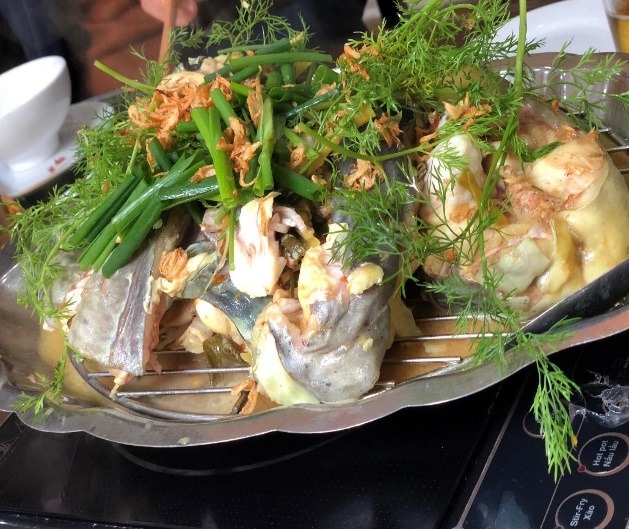 Hot pot
Nấu lẩu
Stir-Fry
Xào